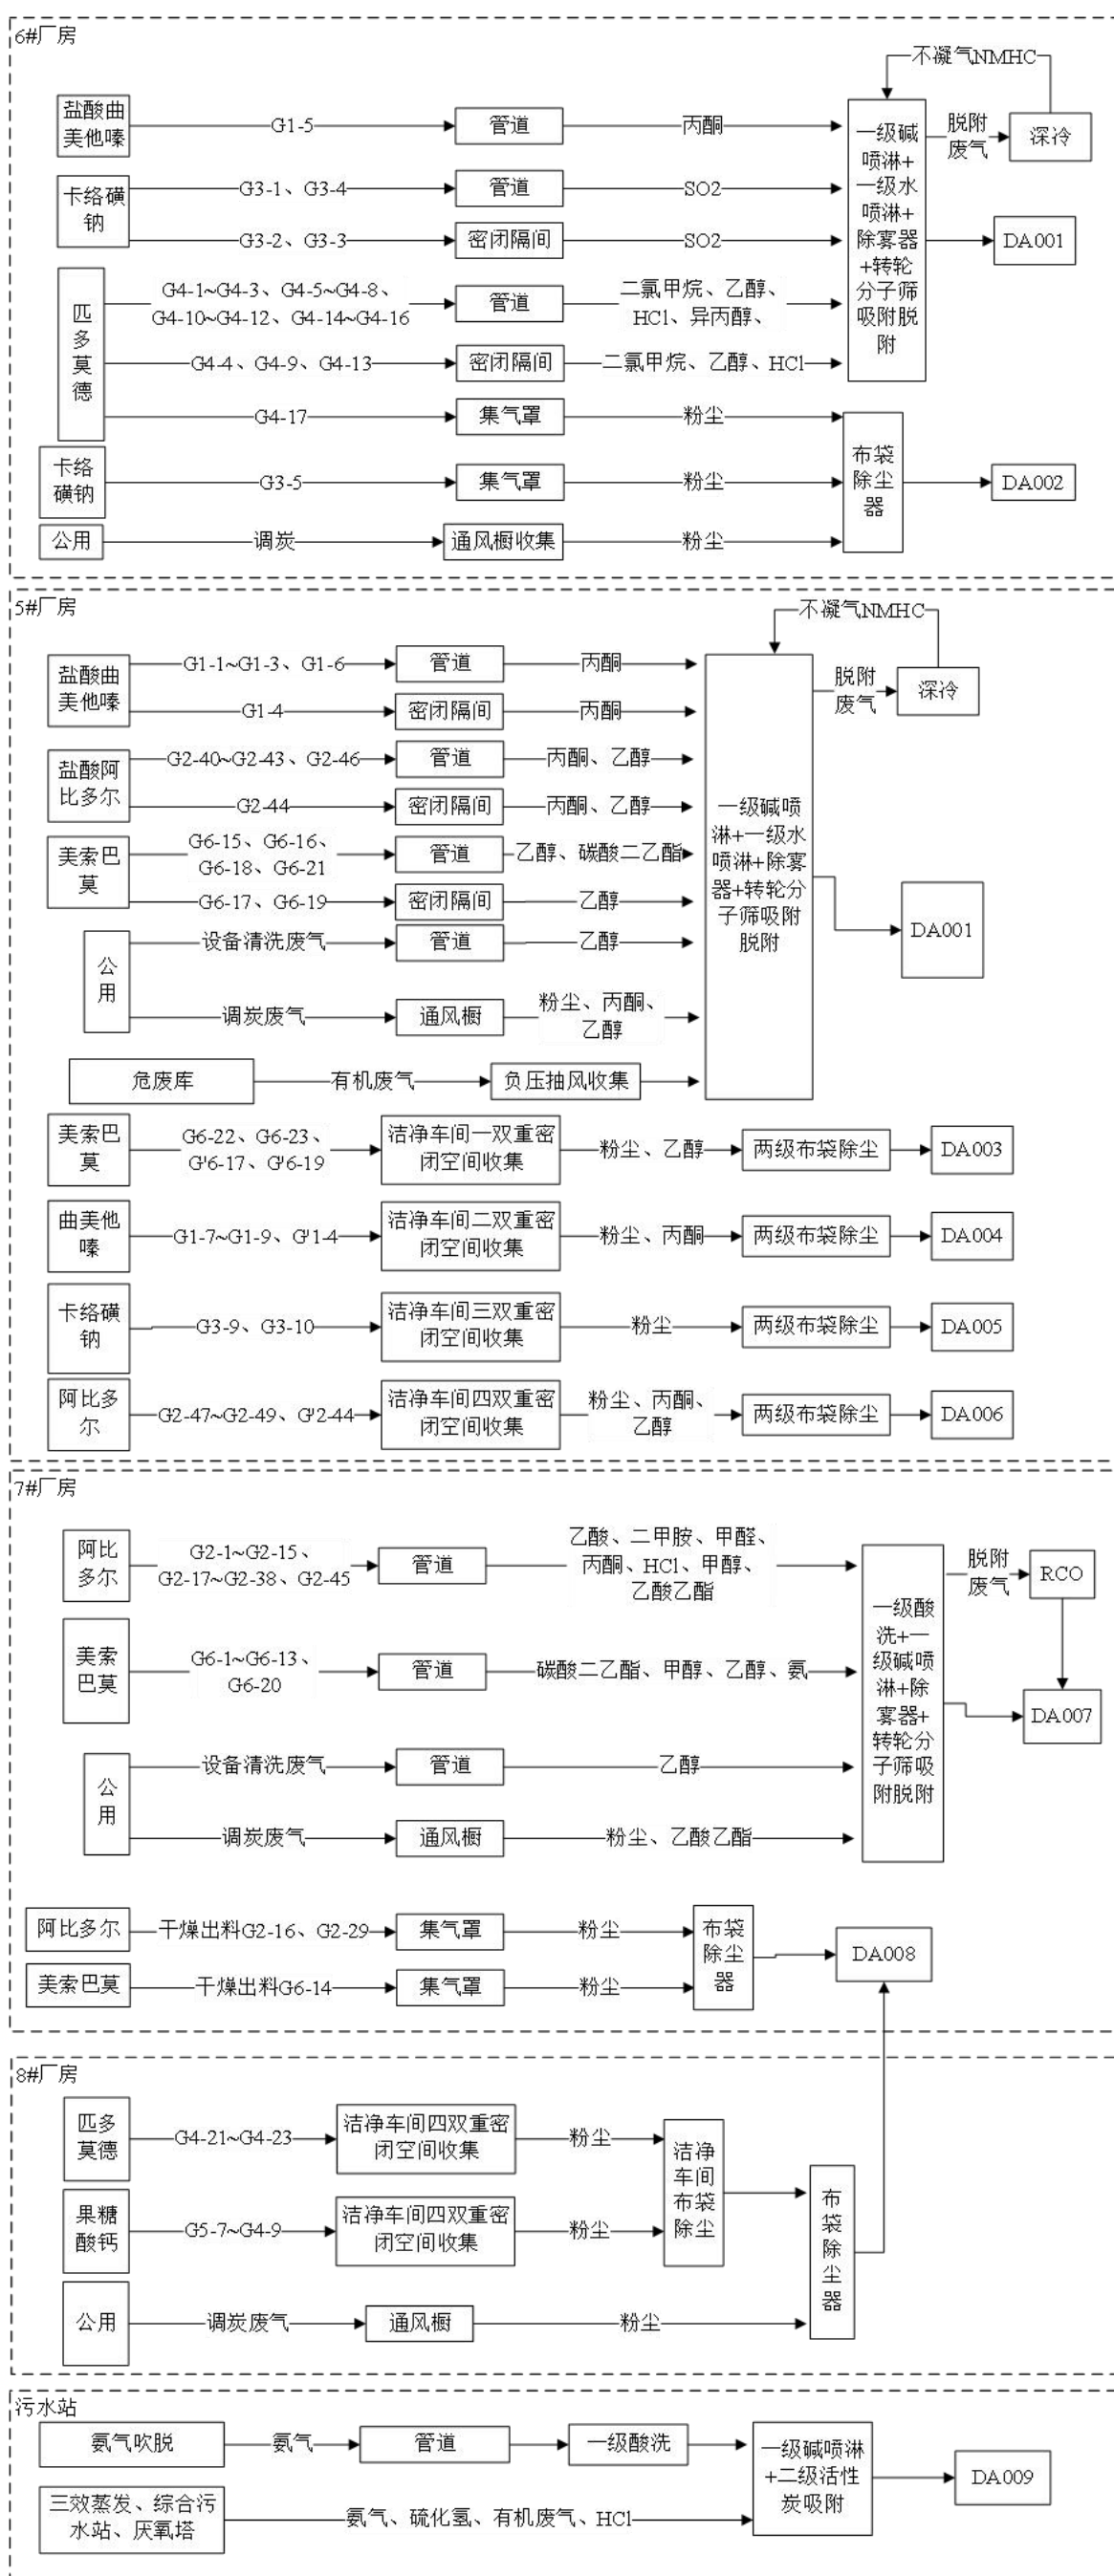 6#厂房
不凝气NMHC
盐酸曲
美他嗪
G1-5
管道
丙酮
一级碱
喷淋+
一级水
喷淋+
除雾器
+转轮
分子筛
吸附脱
附
脱附
废气
深冷
卡络磺
钠
G3-1、G3-4
管道
SO2
G3-2、G3-3
密闭隔间
SO2
DA001
匹
多
莫
德
G4-1~G4-3、G4-5~G4-8、
G4-10~G4-12、G4-14~G4-16
管道
二氯甲烷、乙醇、
HCl、异丙醇、
G4-4、G4-9、G4-13
密闭隔间
二氯甲烷、乙醇、HCl
G4-17
集气罩
粉尘
布袋
除尘
器
卡络
磺钠
G3-5
集气罩
粉尘
DA002
公用
调炭
通风橱收集
粉尘
5#厂房
不凝气NMHC
盐酸曲
美他嗪
G1-1~G1-3、G1-6
管道
丙酮
脱附
废气
深冷
G1-4
密闭隔间
丙酮
盐酸阿
比多尔
G2-40~G2-43、G2-46
管道
丙酮、乙醇
G2-44
密闭隔间
丙酮、乙醇
一级碱喷
淋+一级水
喷淋+除雾
器+转轮分
子筛吸附
脱附
美索巴
莫
G6-15、G6-16、
G6-18、G6-21
管道
乙醇、碳酸二乙酯
G6-17、G6-19
密闭隔间
乙醇
公
用
设备清洗废气
管道
乙醇
DA001
调炭废气
通风橱
粉尘、丙酮、
乙醇
危废库
有机废气
负压抽风收集
美索巴
莫
G6-22、G6-23、
G'6-17、G'6-19
洁净车间一双重密
闭空间收集
粉尘、乙醇
两级布袋除尘
DA003
曲美他
嗪
G1-7~G1-9、G'1-4
洁净车间二双重密
闭空间收集
粉尘、丙酮
两级布袋除尘
DA004
卡络磺
钠
G3-9、G3-10
洁净车间三双重密
闭空间收集
粉尘
两级布袋除尘
DA005
阿比多
尔
G2-47~G2-49、G'2-44
洁净车间四双重密
闭空间收集
粉尘、丙酮、
乙醇
两级布袋除尘
DA006
7#厂房
阿比
多尔
G2-1~G2-15、
G2-17~G2-38、G2-45
管道
乙酸、二甲胺、甲醛、
丙酮、HCl、甲醇、
乙酸乙酯
一级酸
洗+一
级碱喷
淋+除
雾器+
转轮分
子筛吸
附脱附
脱附
废气
RCO
美索
巴莫
G6-1~G6-13、
G6-20
管道
碳酸二乙酯、甲醇、乙醇、氨
DA007
公
用
设备清洗废气
管道
乙醇
调炭废气
通风橱
粉尘、乙酸乙酯
阿比多尔
干燥出料G2-16、G2-29
集气罩
粉尘
布袋
除尘
器
DA008
美索巴莫
干燥出料G6-14
集气罩
粉尘
8#厂房
匹多
莫德
G4-21~G4-23
洁净车间四双重密
闭空间收集
粉尘
洁净
车间
布袋
除尘
果糖
酸钙
G5-7~G4-9
洁净车间四双重密
闭空间收集
粉尘
布
袋
除
尘
器
公用
调炭废气
通风橱
粉尘
污水站
氨气吹脱
氨气
管道
一级酸洗
一级碱喷淋
+二级活性
炭吸附
DA009
三效蒸发、综合污
水站、厌氧塔
氨气、硫化氢、有机废气、HCl